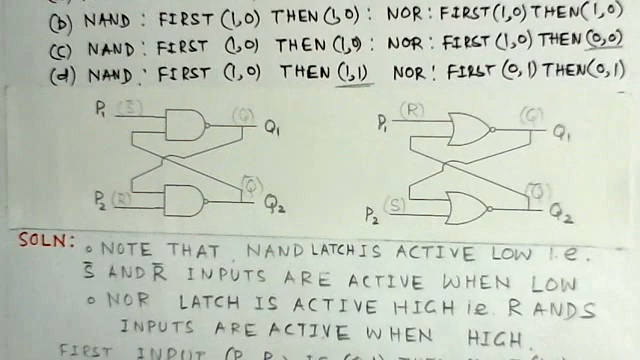 (b) NAND : FIRST (1,0) THEN (1,0) : NOR : FIRST (1,0) THEN (1,0)
(c) NAND : FIRST (1,0) THEN (1,0) : NOR : FIRST (1,0) THEN (0,0)
(d) NAND : FIRST (1,0) THEN (1,1) NOR : FIRST (0,1) THEN (0,1)
P1 (S̅) (Q) Q1
P2 (R̅) (Q̅) Q2
P1 (R) (Q) Q1
P2 (S) (Q̅) Q2
SOLN: • NOTE THAT NAND LATCH IS ACTIVE LOW i.e.
S̅ AND R̅ INPUTS ARE ACTIVE WHEN LOW
• NOR LATCH IS ACTIVE HIGH ie. R AND S
INPUTS ARE ACTIVE WHEN HIGH.
FIRST INPUT